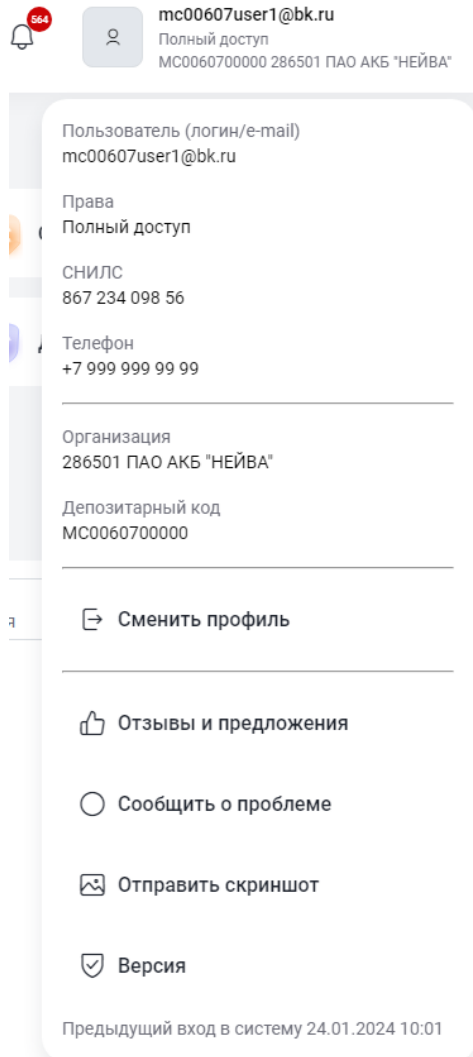 564
mc00607user1@bk.ru
Полный доступ
MC0060700000 286501 ПАО АКБ "НЕЙВА"
Пользователь (логин/e-mail)
mc00607user1@bk.ru
Права
Полный доступ
СНИЛС
867 234 098 56
Телефон
+7 999 999 99 99
Организация
286501 ПАО АКБ "НЕЙВА"
Депозитарный код
MC0060700000
я
Сменить профиль
Отзывы и предложения
Сообщить о проблеме
Отправить скриншот
Версия
Предыдущий вход в систему 24.01.2024 10:01